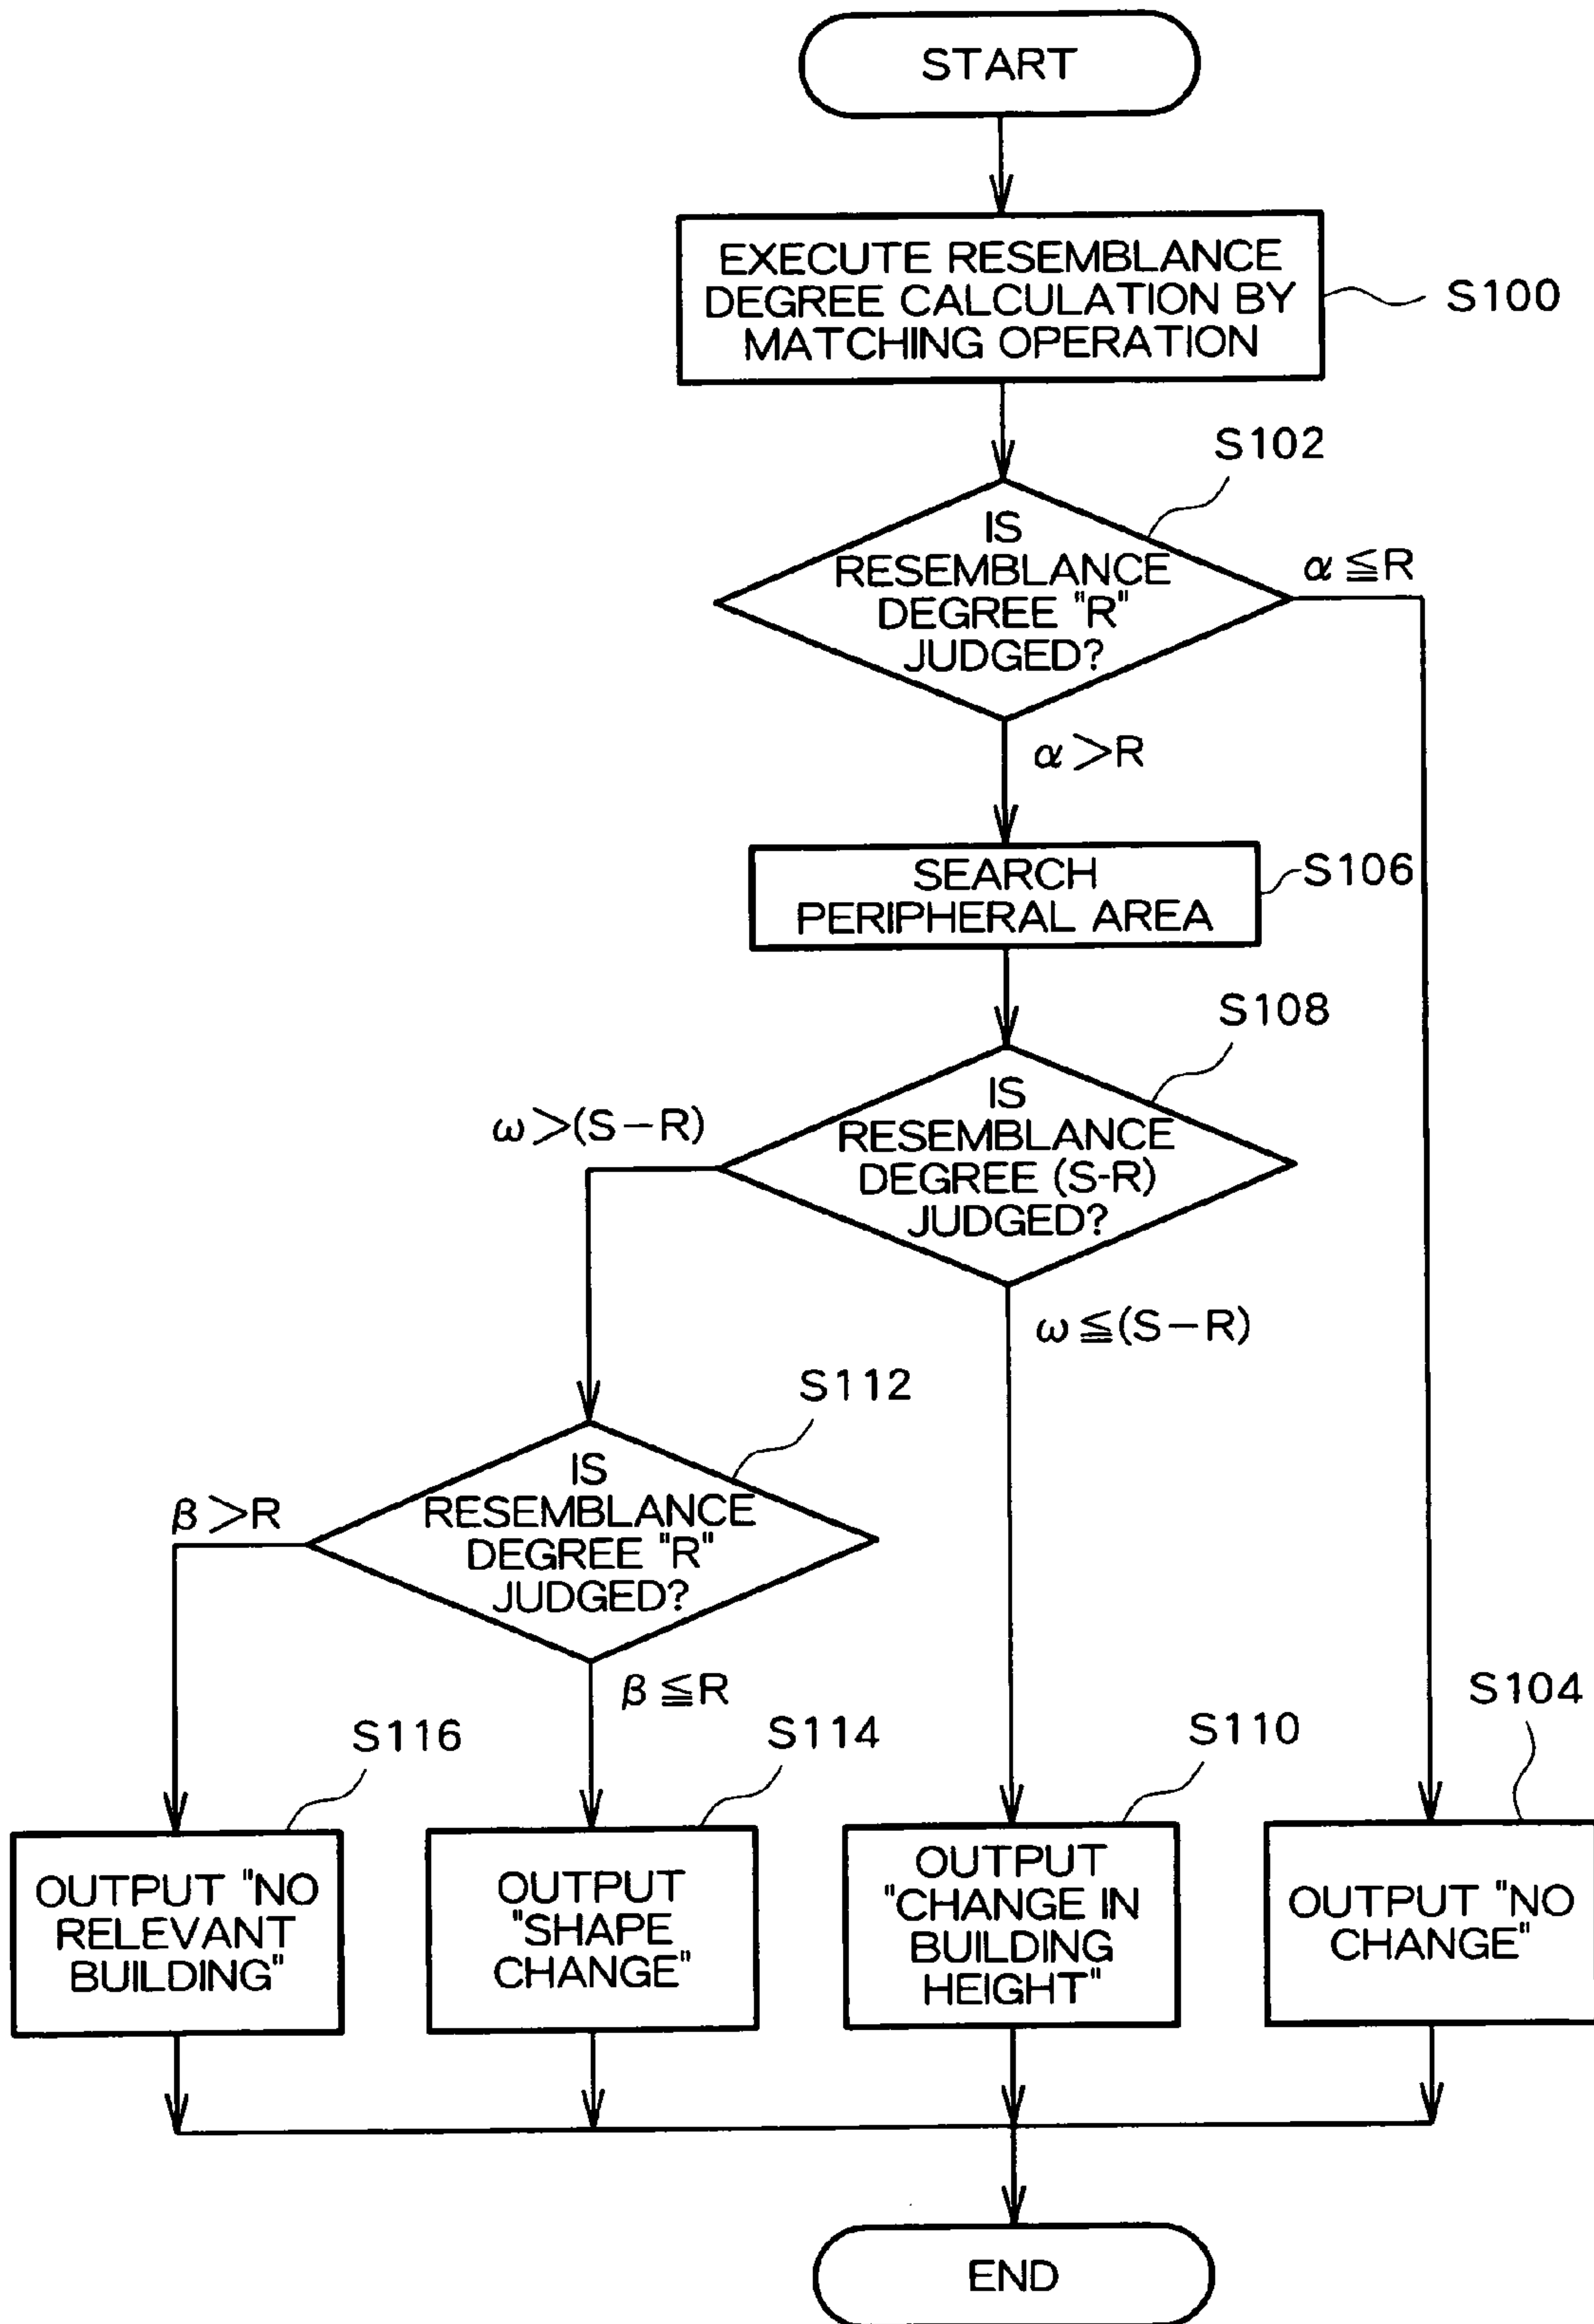 START
EXECUTE RESEMBLANCE
DEGREE CALCULATION BY
MATCHING OPERATION
S100
S102
IS
RESEMBLANCE
DEGREE "R"
JUDGED?
α≦R
α>R
SEARCH
PERIPHERAL AREA
S106
S108
IS
RESEMBLANCE
DEGREE (S-R)
JUDGED?
ω>(S-R)
ω≦(S-R)
S112
IS
RESEMBLANCE
DEGREE "R"
JUDGED?
β>R
β≦R
S116
S114
S110
S104
OUTPUT "NO
RELEVANT
BUILDING"
OUTPUT
"SHAPE
CHANGE"
OUTPUT
"CHANGE IN
BUILDING
HEIGHT"
OUTPUT "NO
CHANGE"
END